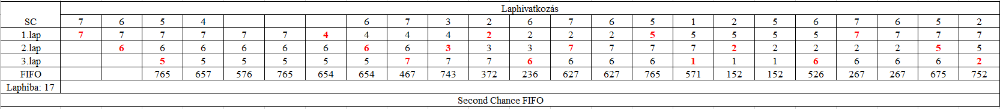 Laphivatkozás
SC 7 6 5 4 6 7 3 2 6 7 6 5 1 2 5 6 7 6 5 2
1.lap 7 7 7 7 7 7 4 4 4 4 2 2 2 2 5 5 5 5 5 7 7 7 7
2.lap 6 6 6 6 6 6 6 6 3 3 3 7 7 7 7 2 2 2 2 2 5 5
3.lap 5 5 5 5 5 5 7 7 7 6 6 6 6 1 1 1 6 6 6 6 2
FIFO 765 657 576 765 654 654 467 743 372 236 627 627 765 571 152 152 526 267 267 675 752
Laphiba: 17
Second Chance FIFO